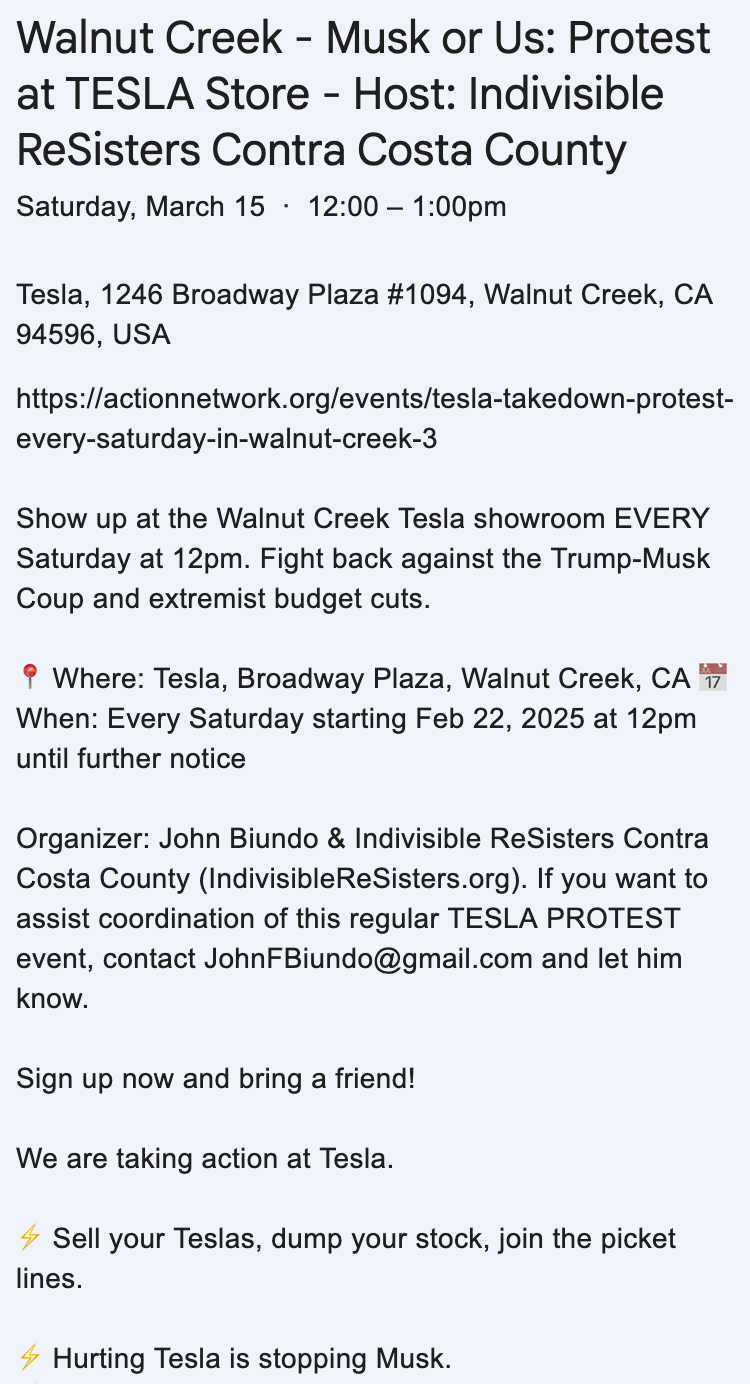 Walnut Creek - Musk or Us: Protest
at TESLA Store - Host: Indivisible
ReSisters Contra Costa County
Saturday, March 15 · 12:00 – 1:00pm
Tesla, 1246 Broadway Plaza #1094, Walnut Creek, CA
94596, USA
https://actionnetwork.org/events/tesla-takedown-protest-
every-saturday-in-walnut-creek-3
Show up at the Walnut Creek Tesla showroom EVERY
Saturday at 12pm. Fight back against the Trump-Musk
Coup and extremist budget cuts.
📍 Where: Tesla, Broadway Plaza, Walnut Creek, CA 📅
When: Every Saturday starting Feb 22, 2025 at 12pm
until further notice
Organizer: John Biundo & Indivisible ReSisters Contra
Costa County (IndivisibleReSisters.org). If you want to
assist coordination of this regular TESLA PROTEST
event, contact JohnFBiundo@gmail.com and let him
know.
Sign up now and bring a friend!
We are taking action at Tesla.
⚡ Sell your Teslas, dump your stock, join the picket
lines.
⚡ Hurting Tesla is stopping Musk.